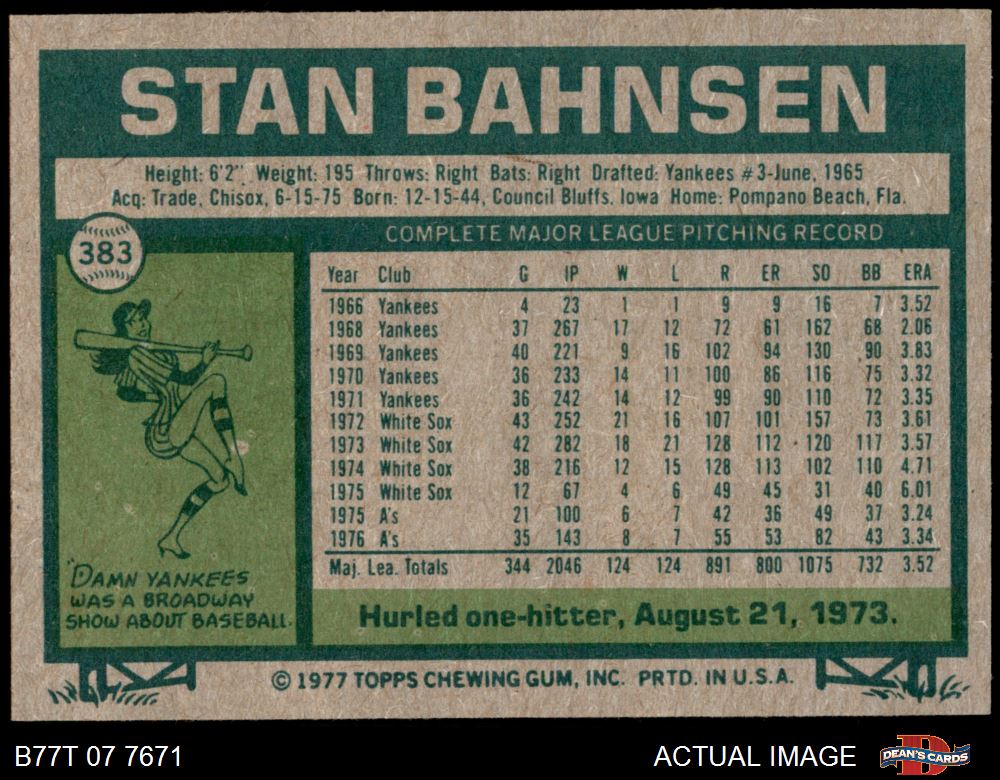 STAN BAHNSEN
Height: 6'2" Weight: 195 Throws: Right Bats: Right Drafted: Yankees #3-June, 1965
Acq: Trade, Chisox, 6-15-75 Born: 12-15-44, Council Bluffs, Iowa Home: Pompano Beach, Fla.
383
COMPLETE MAJOR LEAGUE PITCHING RECORD
Year Club G IP W L R ER SO BB ERA
1966 Yankees 4 23 1 1 9 9 16 7 3.52
1968 Yankees 37 267 17 12 72 61 162 68 2.06
1969 Yankees 40 221 9 16 102 94 130 90 3.83
1970 Yankees 36 233 14 11 100 86 116 75 3.32
1971 Yankees 36 242 14 12 99 90 110 72 3.35
1972 White Sox 43 252 21 16 107 101 157 73 3.61
1973 White Sox 42 282 18 21 128 112 120 117 3.57
1974 White Sox 38 216 12 15 128 113 102 110 4.71
1975 White Sox 12 67 4 6 49 45 31 40 6.01
1975 A's 21 100 6 7 42 36 49 37 3.24
1976 A's 35 143 8 7 55 53 82 43 3.34
Maj. Lea. Totals 344 2046 124 124 891 800 1075 732 3.52
"DAMN YANKEES
WAS A BROADWAY
SHOW ABOUT BASEBALL.
Hurled one-hitter, August 21, 1973.
© 1977 TOPPS CHEWING GUM, INC. PRTD. IN U.S.A.
B77T 07 7671
ACTUAL IMAGE
D
DEAN'S CARDS